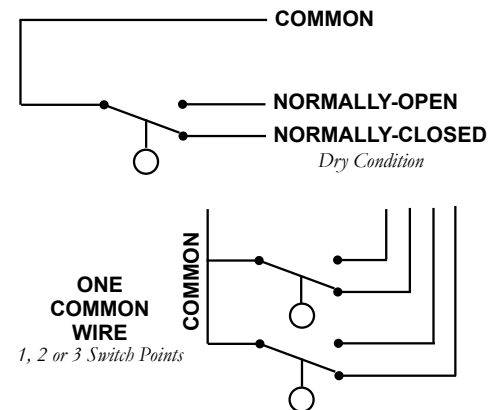 COMMON
NORMALLY-OPEN
NORMALLY-CLOSED
Dry Condition
COMMON
ONE
COMMON
WIRE
1, 2 or 3 Switch Points